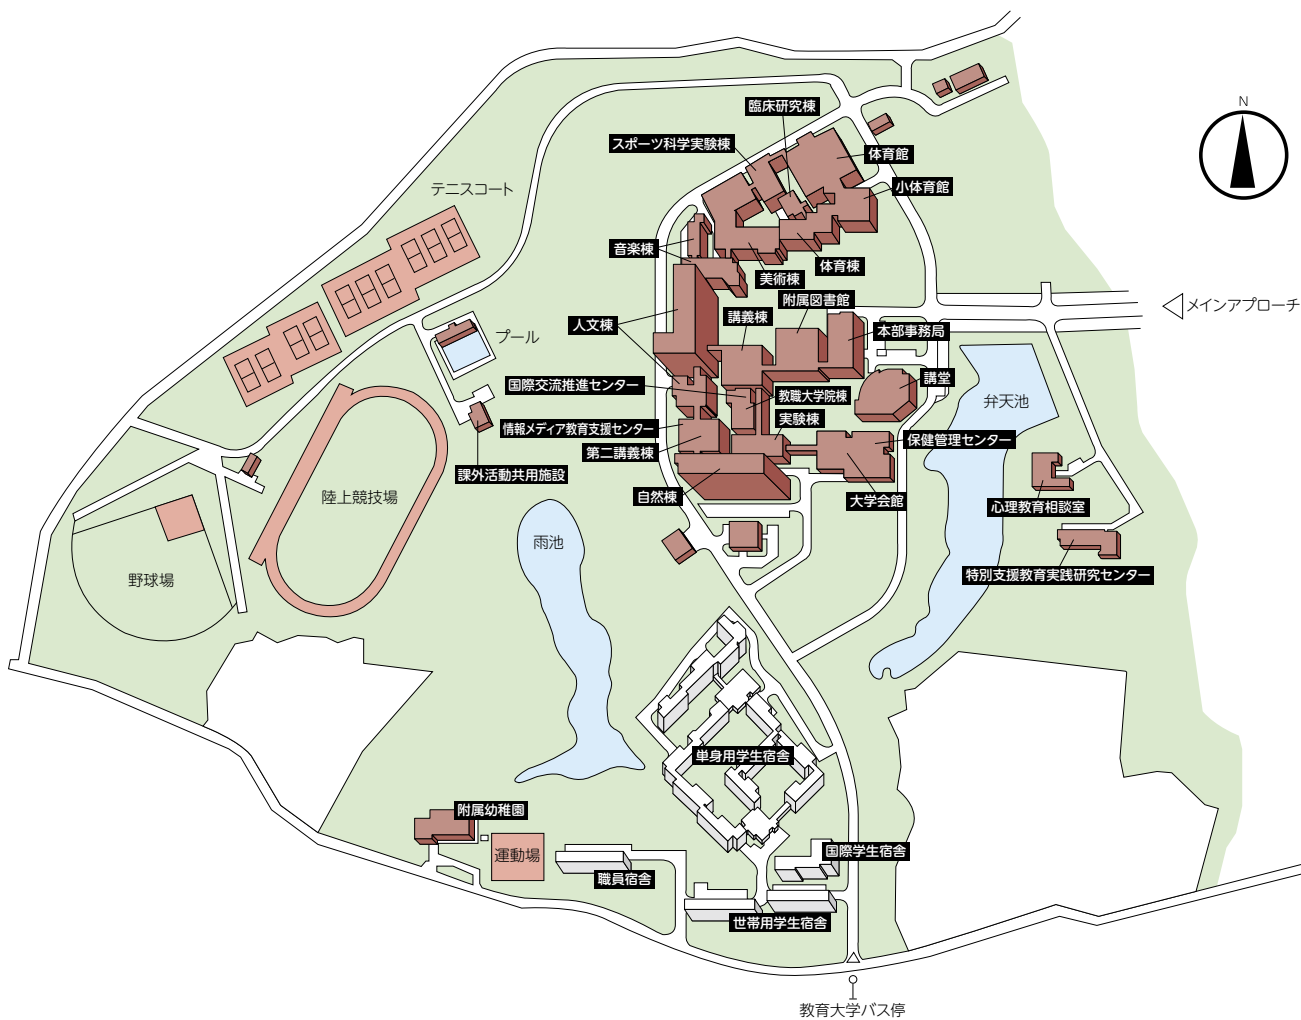 N
臨床研究棟
スポーツ科学実験棟
体育館
小体育館
テニスコート
音楽棟
美術棟
体育棟
附属図書館
メインアプローチ
講義棟
人文棟
本部事務局
プール
国際交流推進センター
講堂
教職大学院棟
弁天池
実験棟
情報メディア教育支援センター
保健管理センター
第二講義棟
課外活動共用施設
陸上競技場
自然棟
大学会館
心理教育相談室
雨池
野球場
特別支援教育実践研究センター
単身用学生宿舎
附属幼稚園
運動場
国際学生宿舎
職員宿舎
世帯用学生宿舎
教育大学バス停